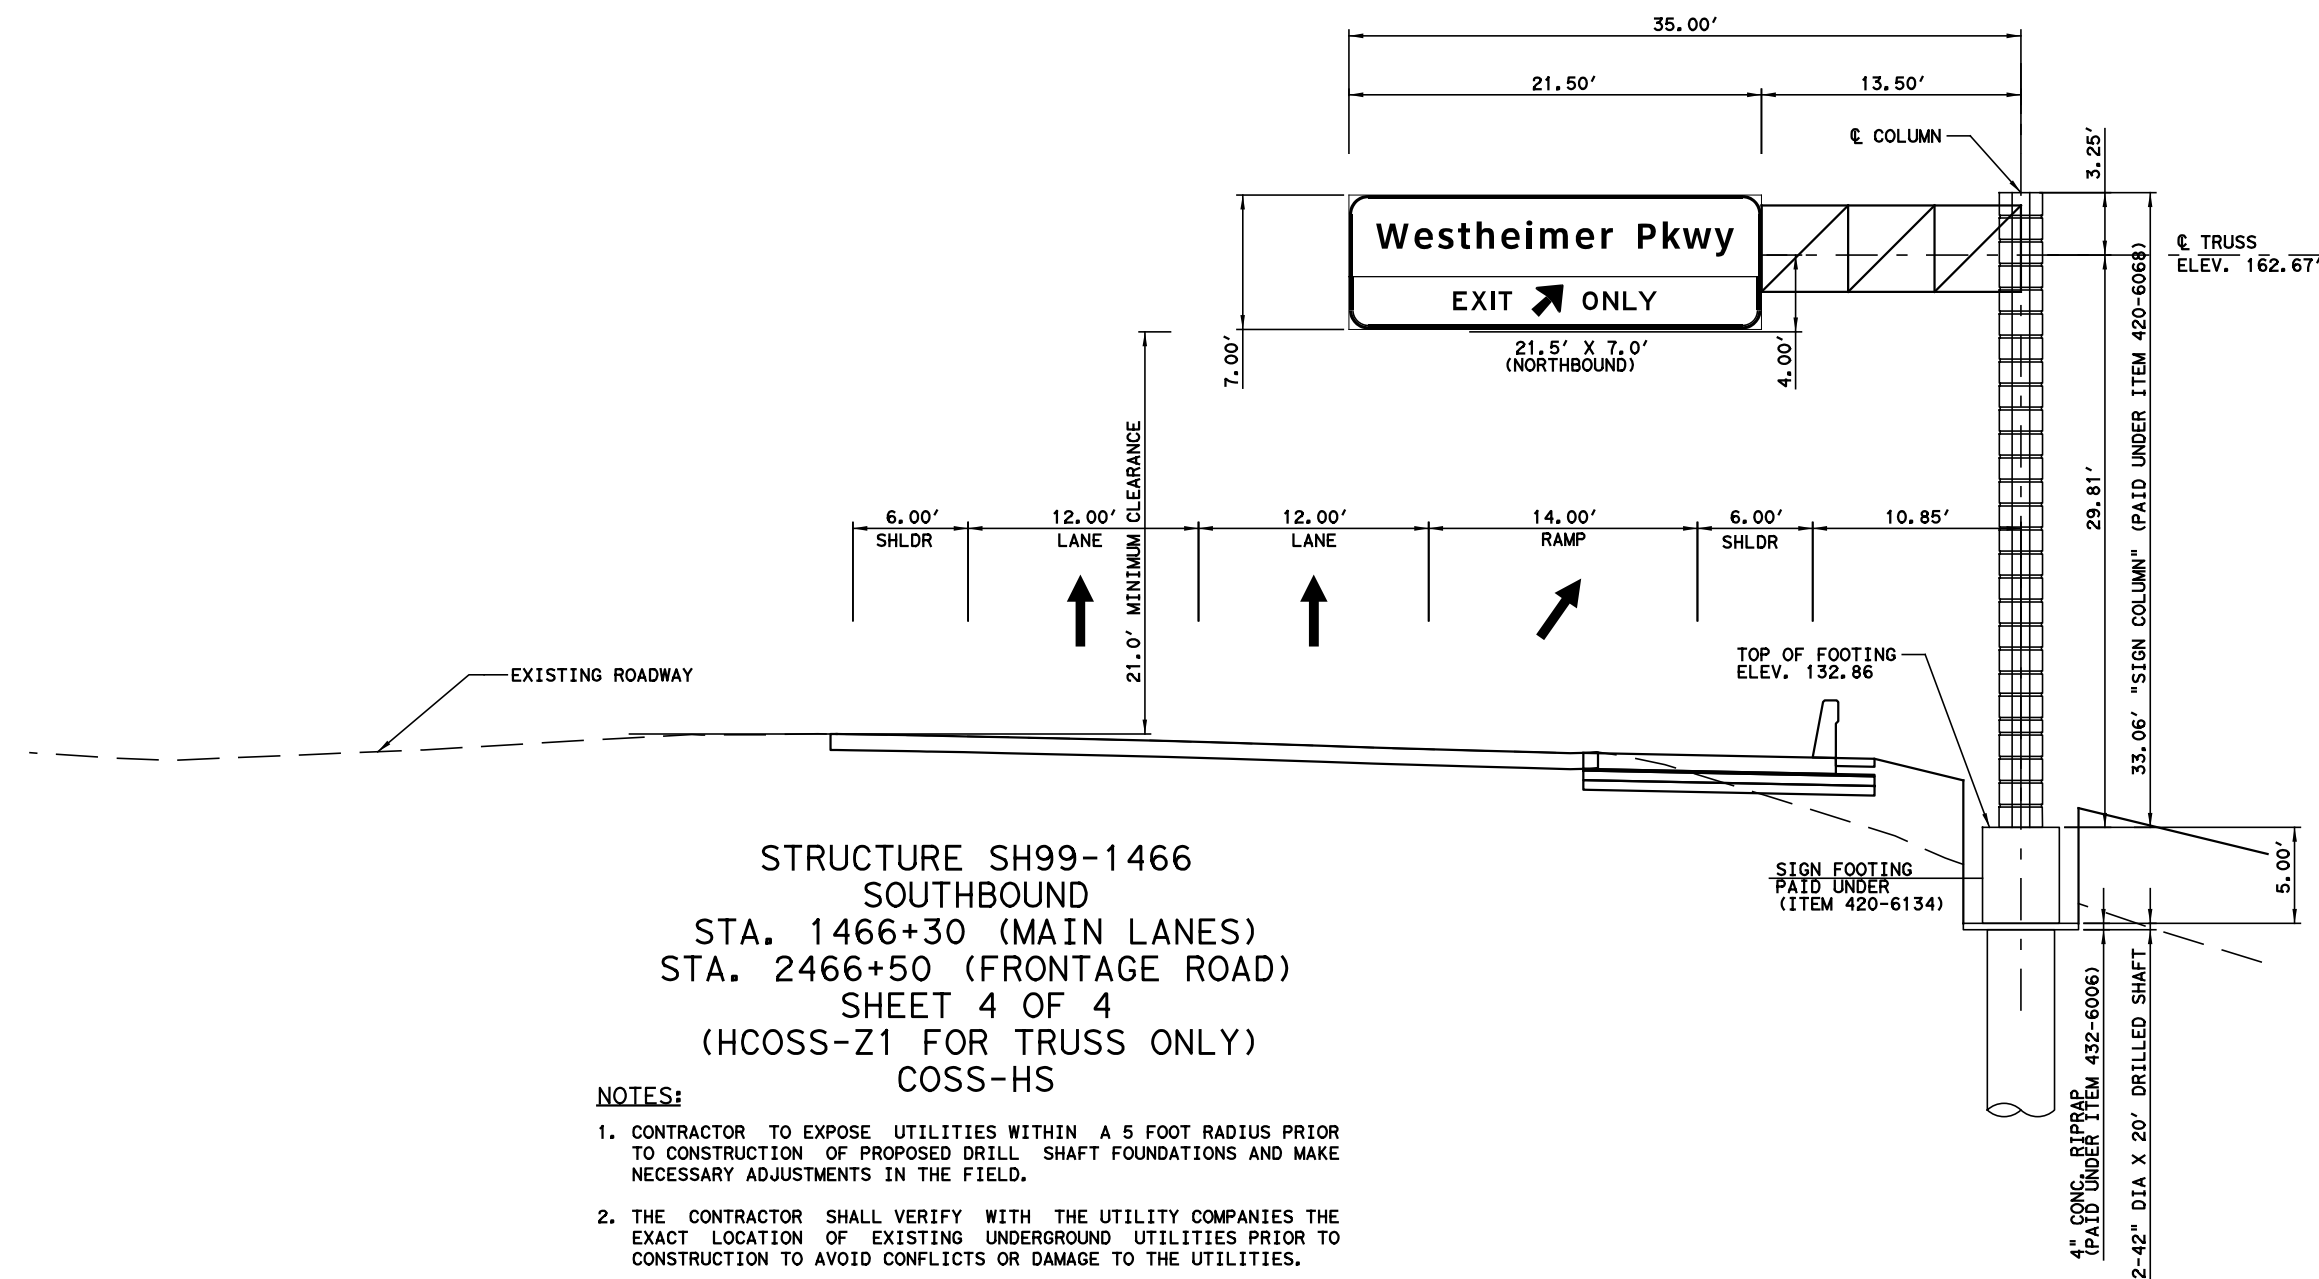 35.00'
21.50'
13.50'
℄ COLUMN
3.25'
Westheimer Pkwy
EXIT ONLY
℄ TRUSS
ELEV. 162.67'
7.00'
21.5' X 7.0'
(NORTHBOUND)
4.00'
21.0' MINIMUM CLEARANCE
29.81'
33.06' "SIGN COLUMN" (PAID UNDER ITEM 420-6068)
6.00'
12.00'
12.00'
14.00'
6.00'
10.85'
SHLDR
LANE
LANE
RAMP
SHLDR
EXISTING ROADWAY
TOP OF FOOTING
ELEV. 132.86
SIGN FOOTING
PAID UNDER
(ITEM 420-6134)
5.00'
STRUCTURE SH99-1466
SOUTHBOUND
STA. 1466+30 (MAIN LANES)
STA. 2466+50 (FRONTAGE ROAD)
SHEET 4 OF 4
(HCOSS-Z1 FOR TRUSS ONLY)
COSS-HS
4" CONC. RIPRAP
(PAID UNDER ITEM 432-6006)
2-42" DIA X 20' DRILLED SHAFT
NOTES:
1. CONTRACTOR TO EXPOSE UTILITIES WITHIN A 5 FOOT RADIUS PRIOR
TO CONSTRUCTION OF PROPOSED DRILL SHAFT FOUNDATIONS AND MAKE
NECESSARY ADJUSTMENTS IN THE FIELD.
2. THE CONTRACTOR SHALL VERIFY WITH THE UTILITY COMPANIES THE
EXACT LOCATION OF EXISTING UNDERGROUND UTILITIES PRIOR TO
CONSTRUCTION TO AVOID CONFLICTS OR DAMAGE TO THE UTILITIES.